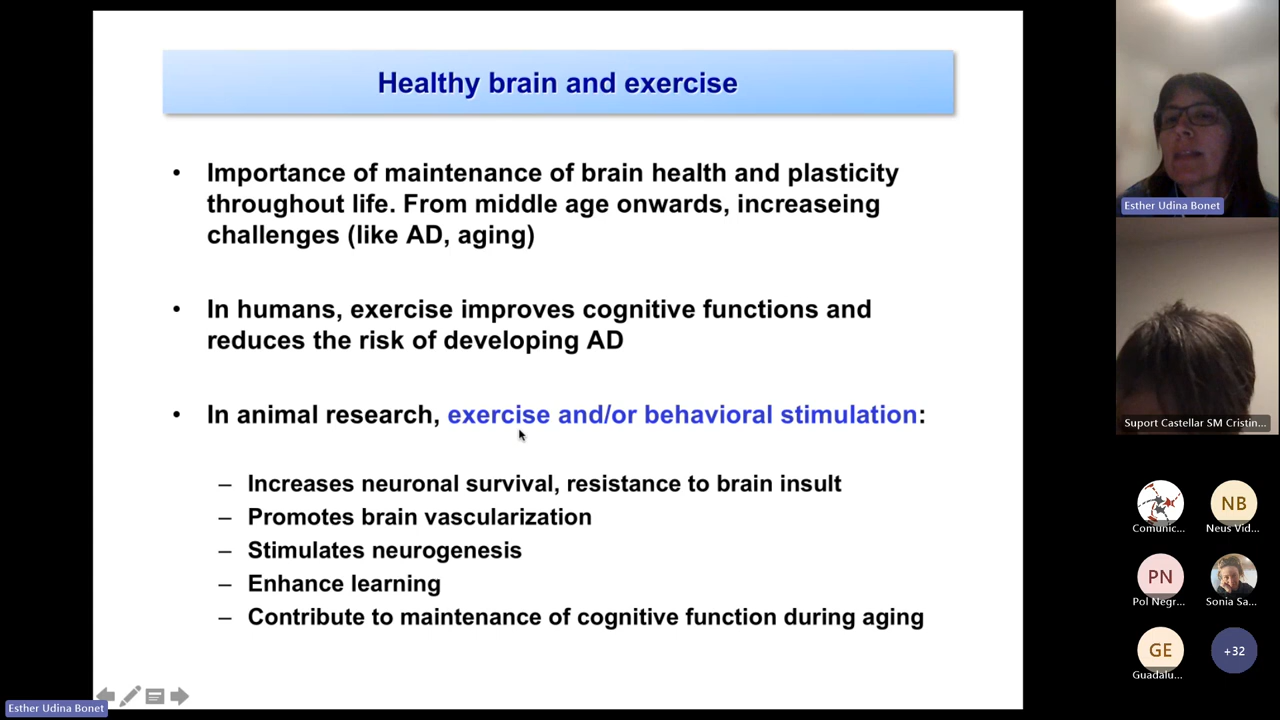 Healthy brain and exercise
• Importance of maintenance of brain health and plasticity
throughout life. From middle age onwards, increaseing
challenges (like AD, aging)
• In humans, exercise improves cognitive functions and
reduces the risk of developing AD
• In animal research, exercise and/or behavioral stimulation:
– Increases neuronal survival, resistance to brain insult
– Promotes brain vascularization
– Stimulates neurogenesis
– Enhance learning
– Contribute to maintenance of cognitive function during aging
Esther Udina Bonet
Esther Udina Bonet
Suport Castellar SM Cristin...
Comunic...
NB
Neus Vid...
PN
Pol Negr...
Sonia Sa...
GE
Guadalu...
+32